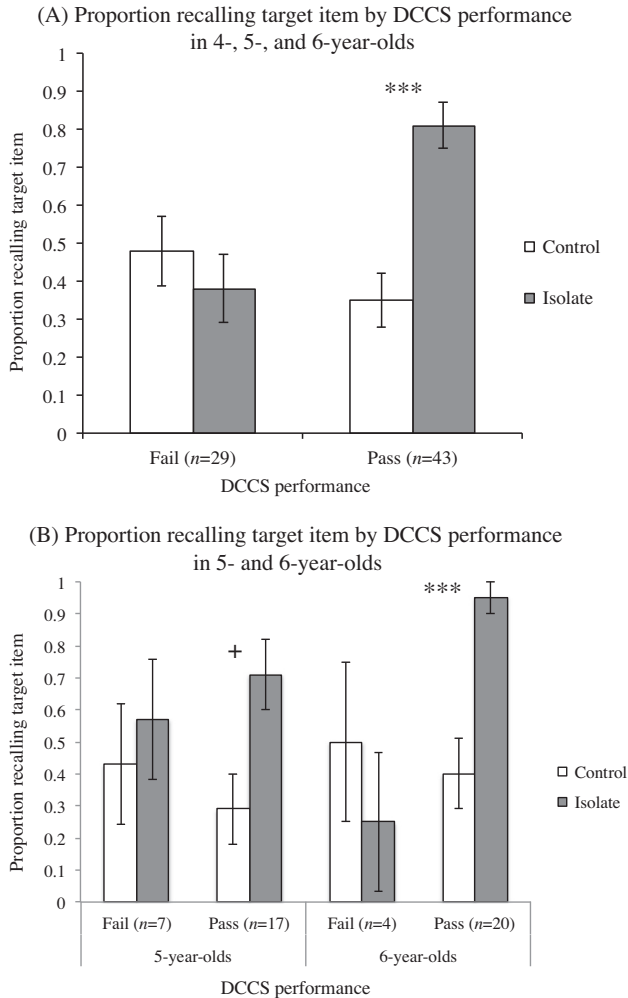 (A) Proportion recalling target item by DCCS performance
in 4-, 5-, and 6-year-olds
Proportion recalling target item
1
0.9
0.8
0.7
0.6
0.5
0.4
0.3
0.2
0.1
0
***
Control
Isolate
Fail (n=29)
Pass (n=43)
DCCS performance
(B) Proportion recalling target item by DCCS performance
in 5- and 6-year-olds
Proportion recalling target item
1
0.9
0.8
0.7
0.6
0.5
0.4
0.3
0.2
0.1
0
+
***
Control
Isolate
Fail (n=7)
Pass (n=17)
Fail (n=4)
Pass (n=20)
5-year-olds
6-year-olds
DCCS performance